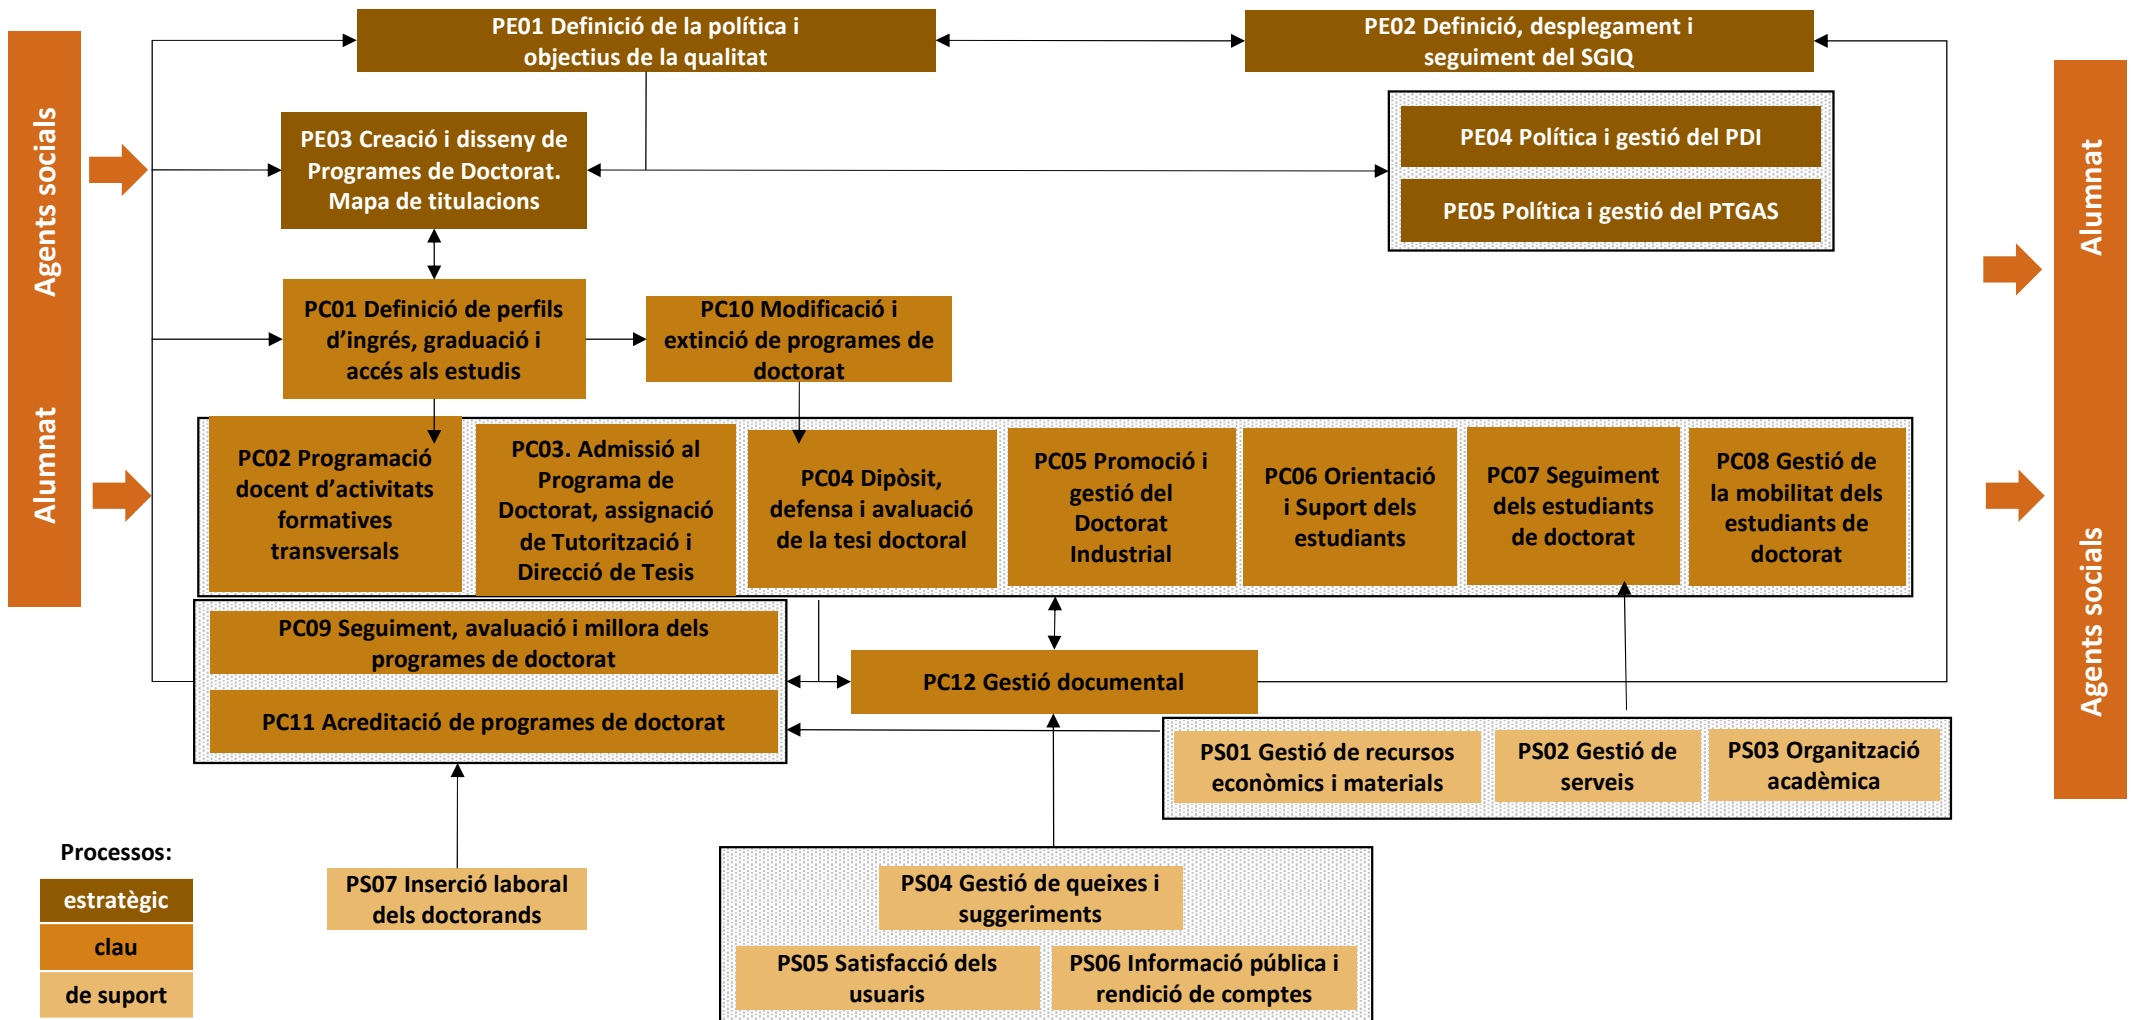 PE01 Definició de la política i
objectius de la qualitat
PE02 Definició, desplegament i
seguiment del SGIQ
Agents socials
Alumnat
PE03 Creació i disseny de
Programes de Doctorat.
Mapa de titulacions
PE04 Política i gestió del PDI
PE05 Política i gestió del PTGAS
Alumnat
Agents socials
PC01 Definició de perfils
d’ingrés, graduació i
accés als estudis
PC10 Modificació i
extinció de programes de
doctorat
PC02 Programació
docent d’activitats
formatives
transversals
PC03. Admissió al
Programa de
Doctorat, assignació
de Tutorització i
Direcció de Tesis
PC04 Dipòsit,
defensa i avaluació
de la tesi doctoral
PC05 Promoció i
gestió del
Doctorat
Industrial
PC06 Orientació
i Suport dels
estudiants
PC07 Seguiment
dels estudiants
de doctorat
PC08 Gestió de
la mobilitat dels
estudiants de
doctorat
PC09 Seguiment, avaluació i millora dels
programes de doctorat
PC11 Acreditació de programes de doctorat
PC12 Gestió documental
PS01 Gestió de recursos
econòmics i materials
PS02 Gestió de
serveis
PS03 Organització
acadèmica
PS07 Inserció laboral
dels doctorands
PS04 Gestió de queixes i
suggeriments
PS05 Satisfacció dels
usuaris
PS06 Informació pública i
rendició de comptes
Processos:
estratègic
clau
de suport